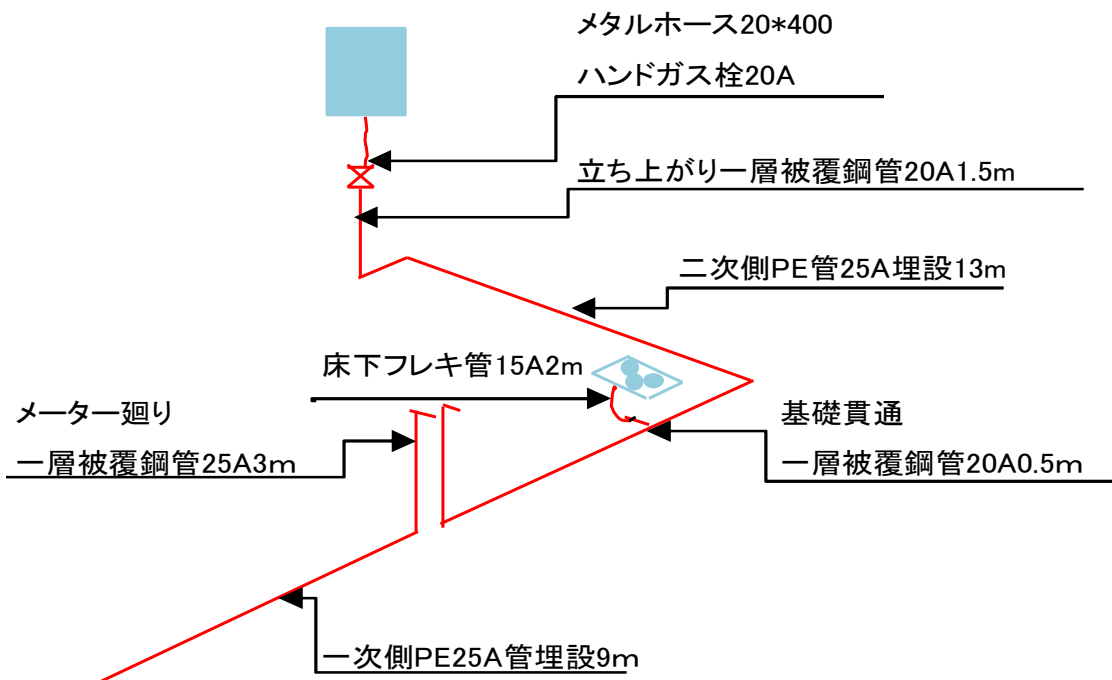 メタルホース20*400
ハンドガス栓20A
立ち上がり一層被覆鋼管20A1.5m
二次側PE管25A埋設13m
床下フレキ管15A2m
メーター廻り
一層被覆鋼管25A3m
基礎貫通
一層被覆鋼管20A0.5m
一次側PE25A管埋設9m